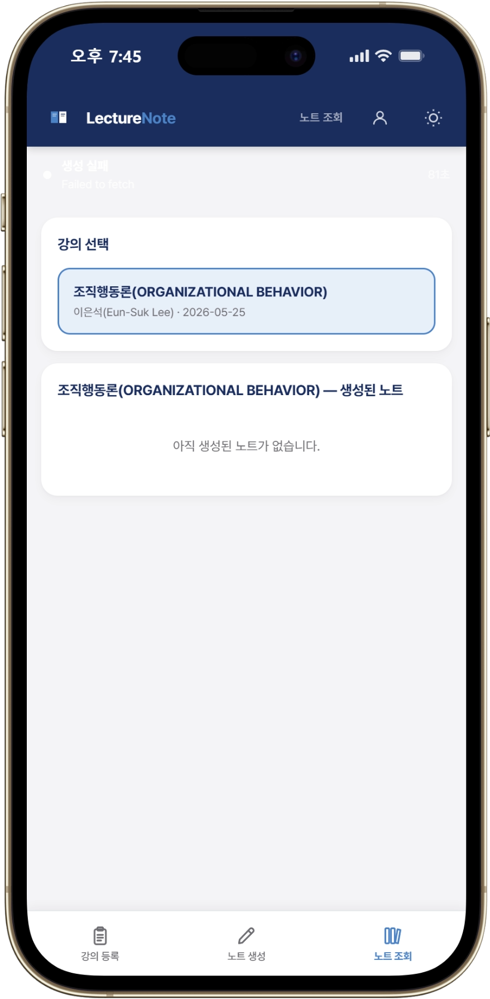 오후 7:45
LectureNote
노트 조회
생성 실패
Failed to fetch
81초
강의 선택
조직행동론(ORGANIZATIONAL BEHAVIOR)
이은석(Eun-Suk Lee) · 2026-05-25
조직행동론(ORGANIZATIONAL BEHAVIOR) — 생성된 노트
아직 생성된 노트가 없습니다.
강의 등록
노트 생성
노트 조회